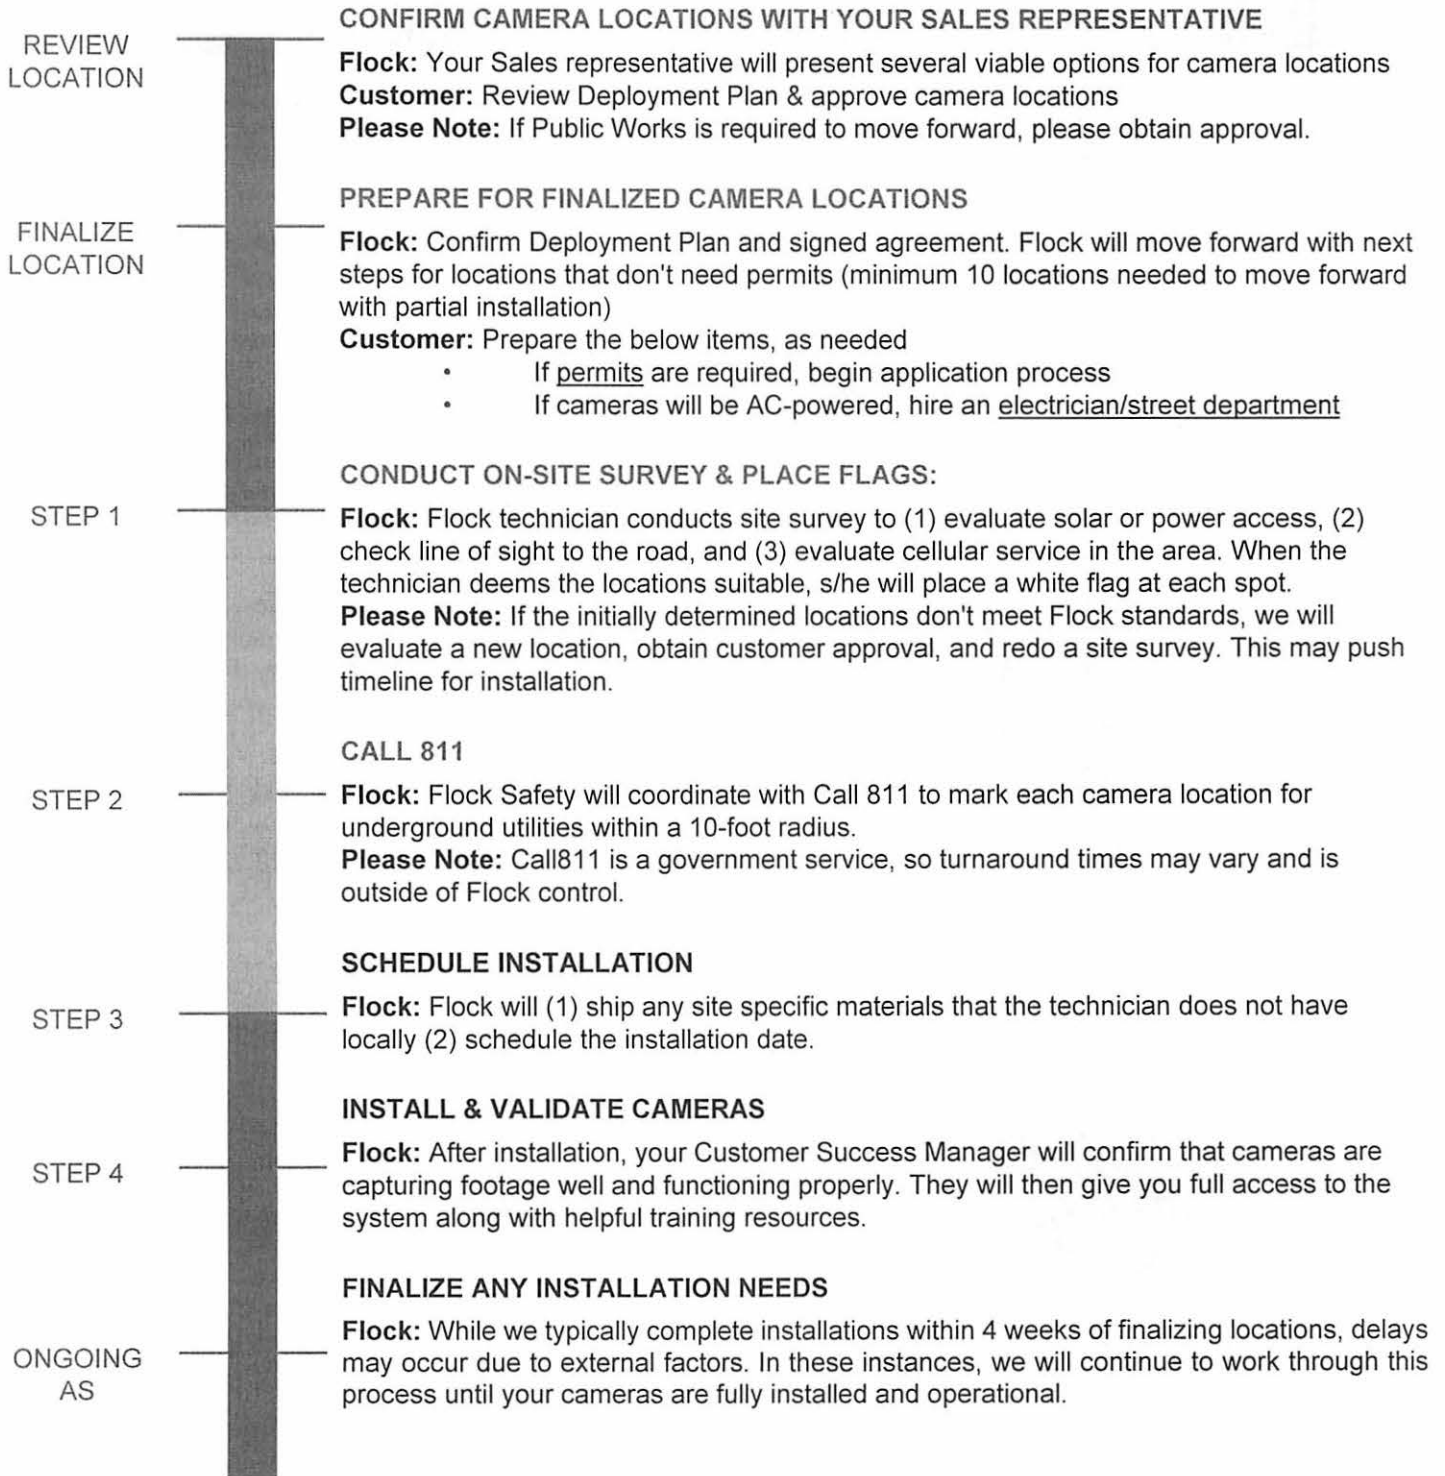 CONFIRM CAMERA LOCATIONS WITH YOUR SALES REPRESENTATIVE
REVIEW
LOCATION
Flock: Your Sales representative will present several viable options for camera locations
Customer: Review Deployment Plan & approve camera locations
Please Note: If Public Works is required to move forward, please obtain approval.
PREPARE FOR FINALIZED CAMERA LOCATIONS
FINALIZE
LOCATION
Flock: Confirm Deployment Plan and signed agreement. Flock will move forward with next
steps for locations that don't need permits (minimum 10 locations needed to move forward
with partial installation)
Customer: Prepare the below items, as needed
• If permits are required, begin application process
• If cameras will be AC-powered, hire an electrician/street department
CONDUCT ON-SITE SURVEY & PLACE FLAGS:
STEP 1
Flock: Flock technician conducts site survey to (1) evaluate solar or power access, (2)
check line of sight to the road, and (3) evaluate cellular service in the area. When the
technician deems the locations suitable, s/he will place a white flag at each spot.
Please Note: If the initially determined locations don't meet Flock standards, we will
evaluate a new location, obtain customer approval, and redo a site survey. This may push
timeline for installation.
CALL 811
STEP 2
Flock: Flock Safety will coordinate with Call 811 to mark each camera location for
underground utilities within a 10-foot radius.
Please Note: Call811 is a government service, so turnaround times may vary and is
outside of Flock control.
SCHEDULE INSTALLATION
STEP 3
Flock: Flock will (1) ship any site specific materials that the technician does not have
locally (2) schedule the installation date.
INSTALL & VALIDATE CAMERAS
STEP 4
Flock: After installation, your Customer Success Manager will confirm that cameras are
capturing footage well and functioning properly. They will then give you full access to the
system along with helpful training resources.
FINALIZE ANY INSTALLATION NEEDS
ONGOING
AS
Flock: While we typically complete installations within 4 weeks of finalizing locations, delays
may occur due to external factors. In these instances, we will continue to work through this
process until your cameras are fully installed and operational.